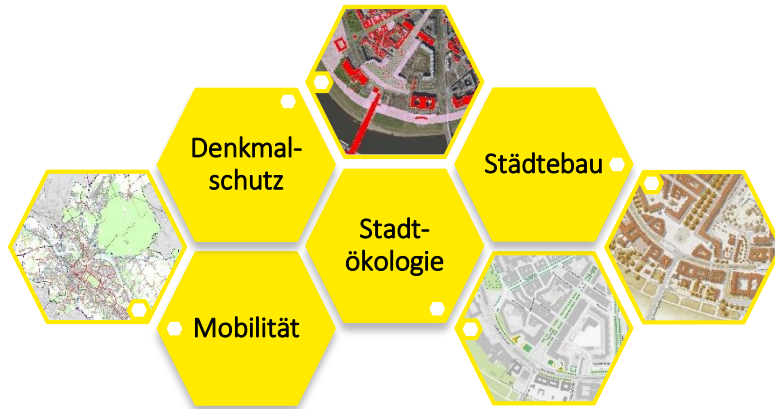 Denkmal-
schutz
Städtebau
Stadt-
ökologie
Mobilität